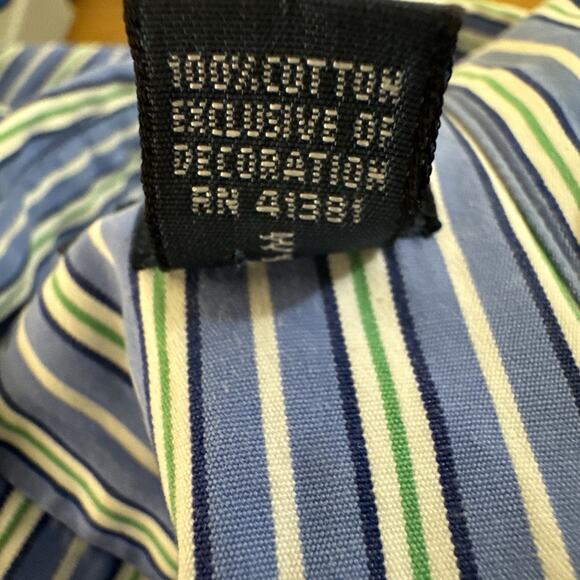 100% COTTON
EXCLUSIVE OF
DECORATION
RN 41381